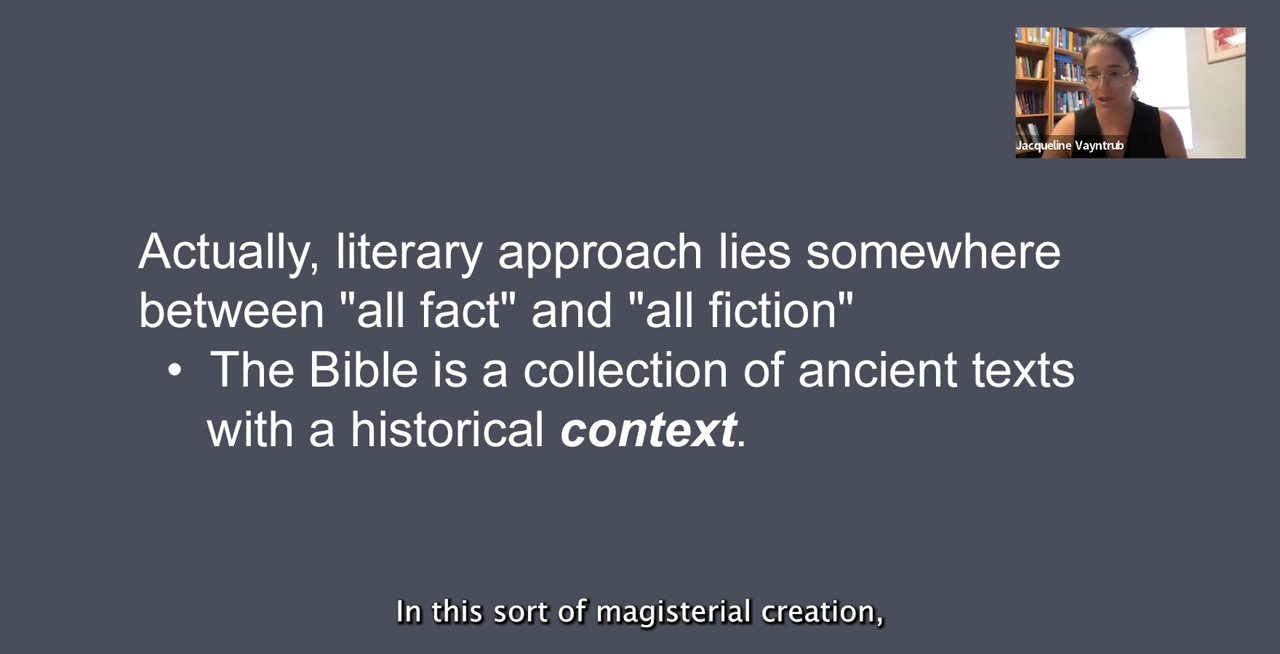 Jacqueline Vayntrub
Actually, literary approach lies somewhere
between "all fact" and "all fiction"
• The Bible is a collection of ancient texts
with a historical context.
In this sort of magisterial creation,